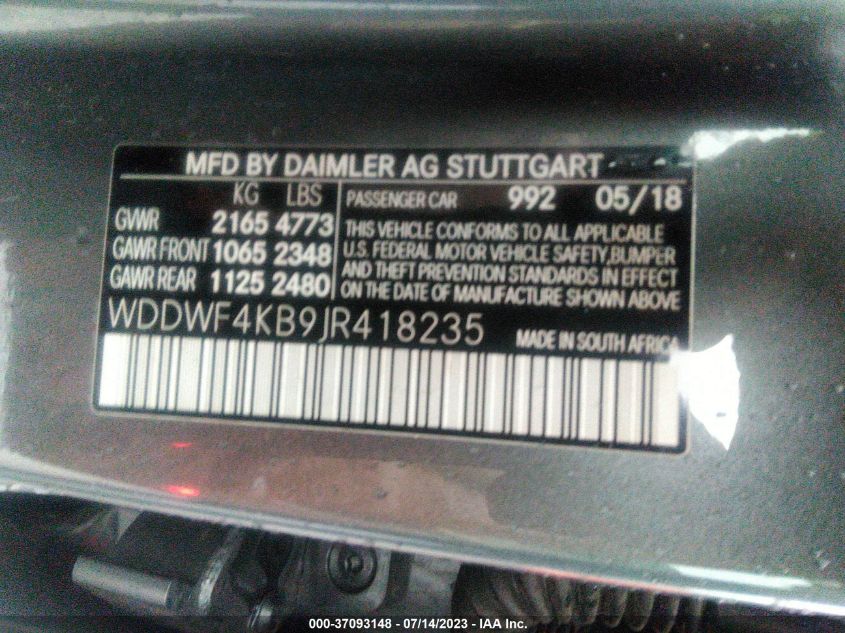 MFD BY DAIMLER AG STUTTGART
KG LBS
GVWR 2165 4773
GAWR FRONT 1065 2348
GAWR REAR 1125 2480
PASSENGER CAR 992 05/18
THIS VEHICLE CONFORMS TO ALL APPLICABLE
U.S. FEDERAL MOTOR VEHICLE SAFETY, BUMPER
AND THEFT PREVENTION STANDARDS IN EFFECT
ON THE DATE OF MANUFACTURE SHOWN ABOVE
WDDWF4KB9JR418235
MADE IN SOUTH AFRICA
000-37093148 - 07/14/2023 - IAA Inc.